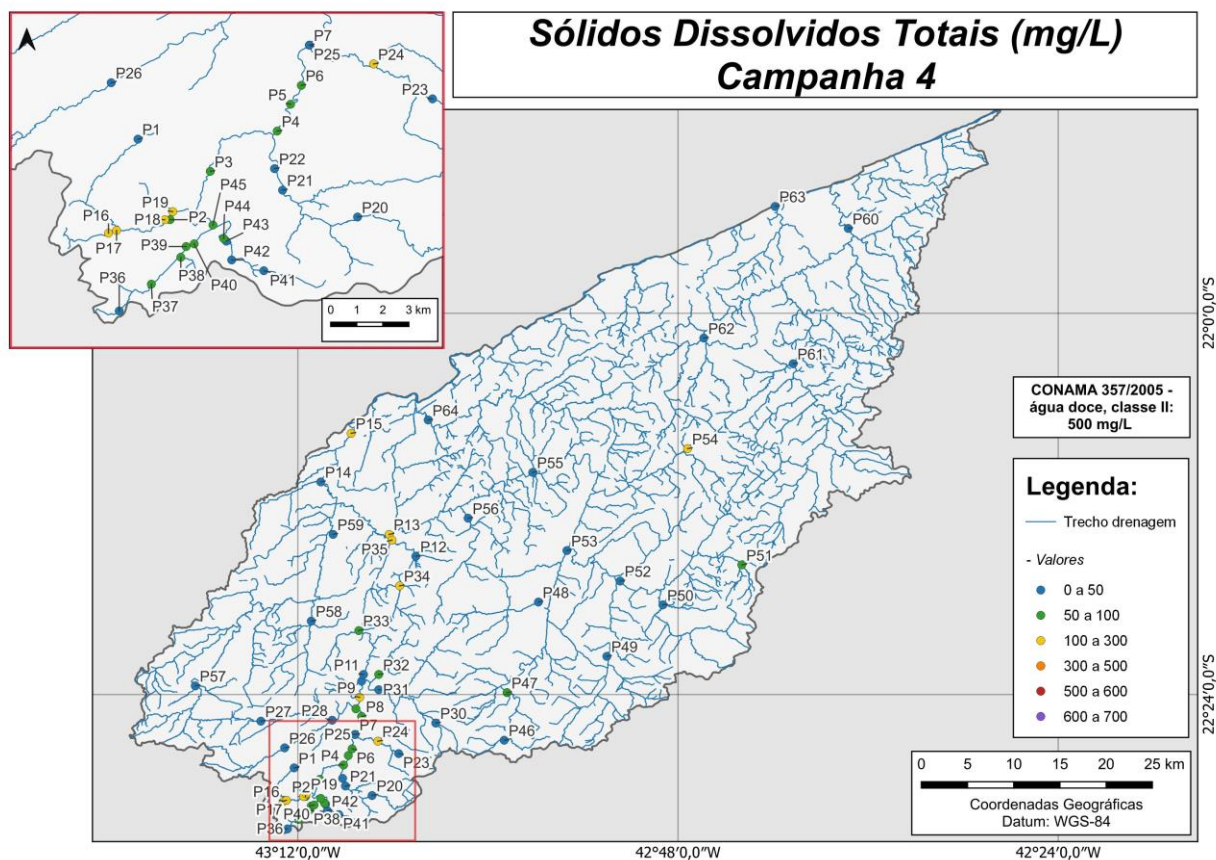 Sólidos Dissolvidos Totais (mg/L)
Campanha 4
P7
P25
P24
P26
P6
P23
P5
P1
P4
P3
P22
P45
P21
P44
P19
P16
P18
P2
P43
P20
P17
P39
P42
P36
P38
P40
P41
P37
0 1 2 3 km
P63
P60
22°0,0"S
P62
P61
CONAMA 357/2005 -
água doce, classe II:
500 mg/L
P64
P15
P54
P14
P55
P56
P59
P13
P35
P12
P53
P51
P34
P52
P48
P50
P58
P33
P49
P57
P11
P32
P9
P31
P47
P8
22°24,0"S
P27
P28
P7
P30
P25
P24
P46
P26
P4
P6
P23
P1
P21
P16
P2
P19
P20
P17
P42
P40
P38
P41
P36
Legenda:
Trecho drenagem
- Valores
0 a 50
50 a 100
100 a 300
300 a 500
500 a 600
600 a 700
0 5 10 15 20 25 km
Coordenadas Geográficas
Datum: WGS-84
43°12'0,0"W
42°48'0,0"W
42°24'0,0"W